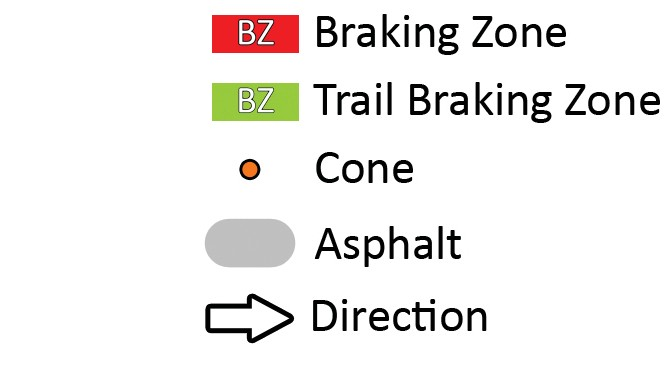 BZ Braking Zone
BZ Trail Braking Zone
Cone
Asphalt
Direction